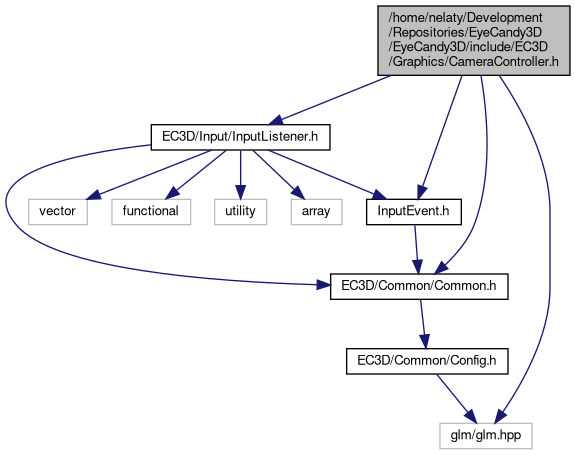 /home/nelaty/Development
/Repositories/EyeCandy3D
/EyeCandy3D/include/EC3D
/Graphics/CameraController.h
EC3D/Input/InputListener.h
vector
functional
utility
array
InputEvent.h
EC3D/Common/Common.h
EC3D/Common/Config.h
glm/glm.hpp